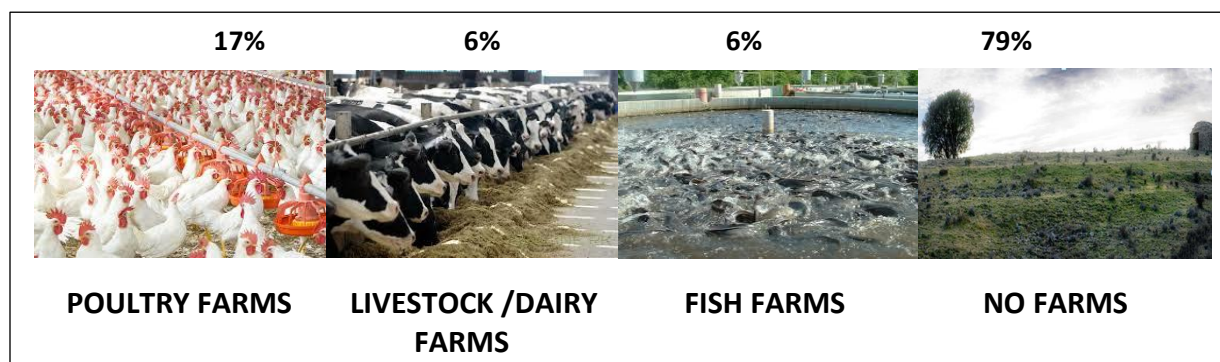 17% 6% 6% 79%
POULTRY FARMS LIVESTOCK /DAIRY FISH FARMS NO FARMS
FARMS